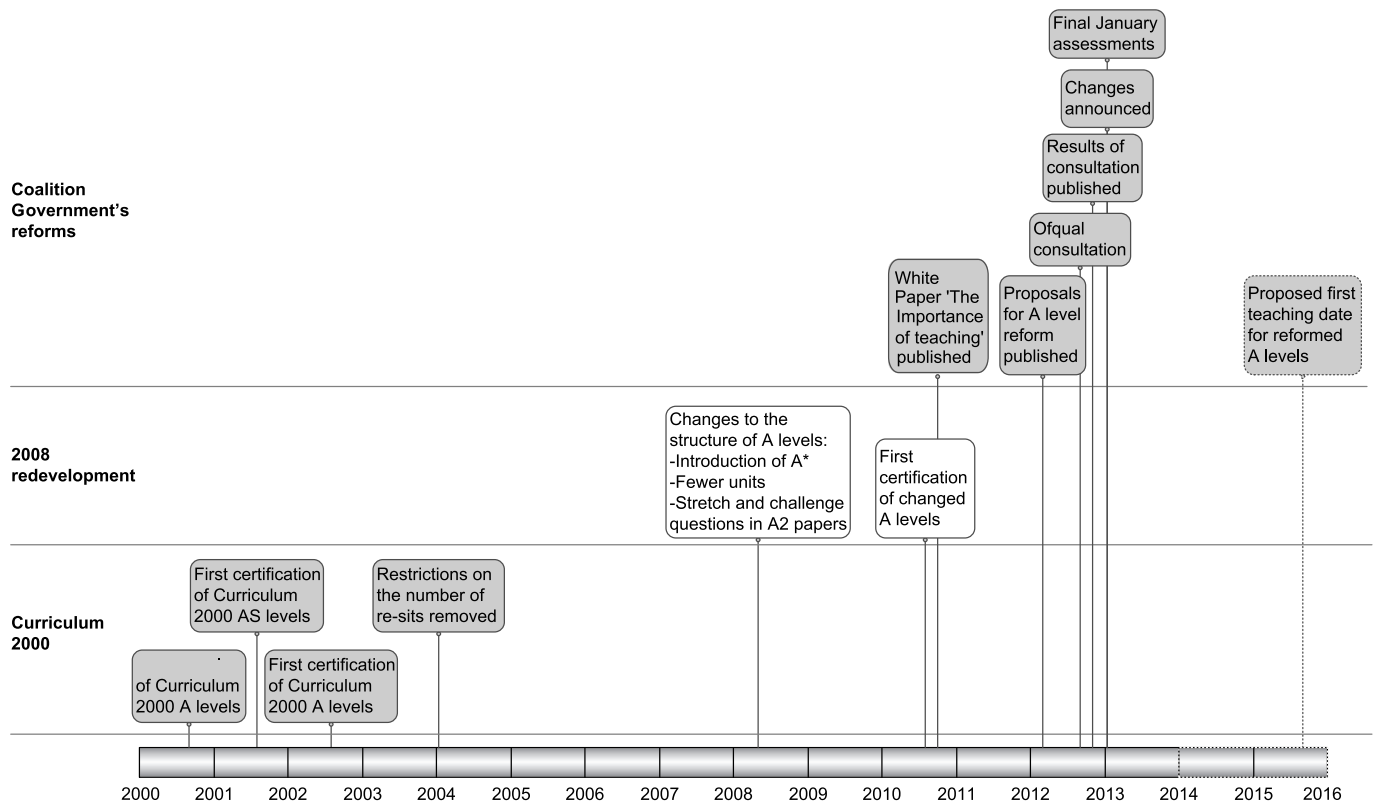 Final January
assessments
Changes
announced
Results of
consultation
published
Ofqual
consultation
Coalition
Government's
reforms
White
Paper 'The
Importance
of teaching'
published
Proposals
for A level
reform
published
Proposed first
teaching date
for reformed
A levels
2008
redevelopment
Changes to the
structure of A levels:
-Introduction of A*
-Fewer units
-Stretch and challenge
questions in A2 papers
First
certification
of changed
A levels
Curriculum
2000
First certification
of Curriculum
2000 AS levels
Restrictions on
the number of
re-sits removed
of Curriculum
2000 A levels
First certification
of Curriculum
2000 A levels
2000 2001 2002 2003 2004 2005 2006 2007 2008 2009 2010 2011 2012 2013 2014 2015 2016